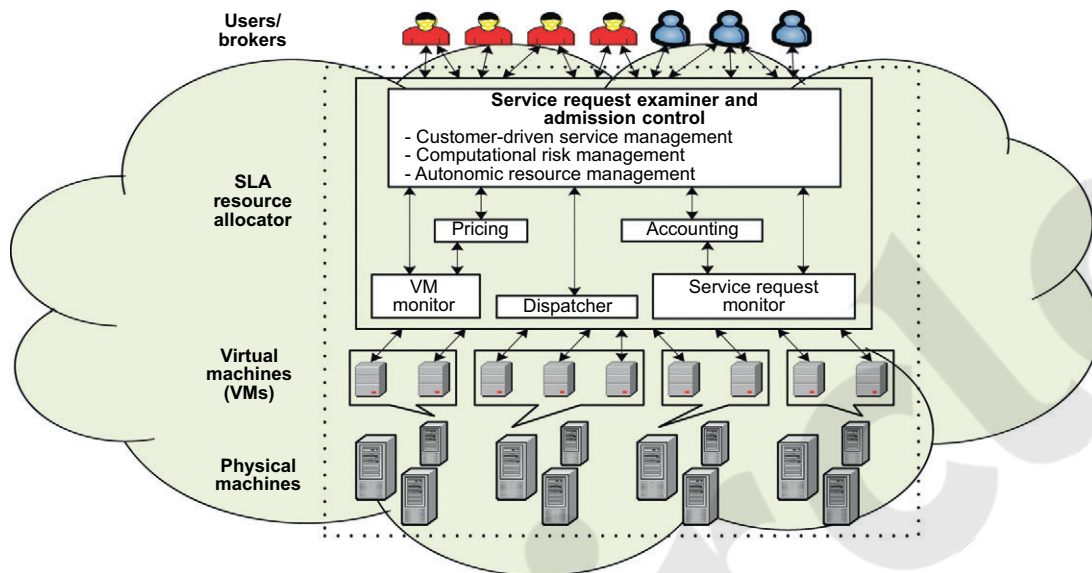 Users/
brokers
Service request examiner and
admission control
- Customer-driven service management
- Computational risk management
- Autonomic resource management
SLA
resource
allocator
Pricing
Accounting
VM
monitor
Dispatcher
Service request
monitor
Virtual
machines
(VMs)
Physical
machines